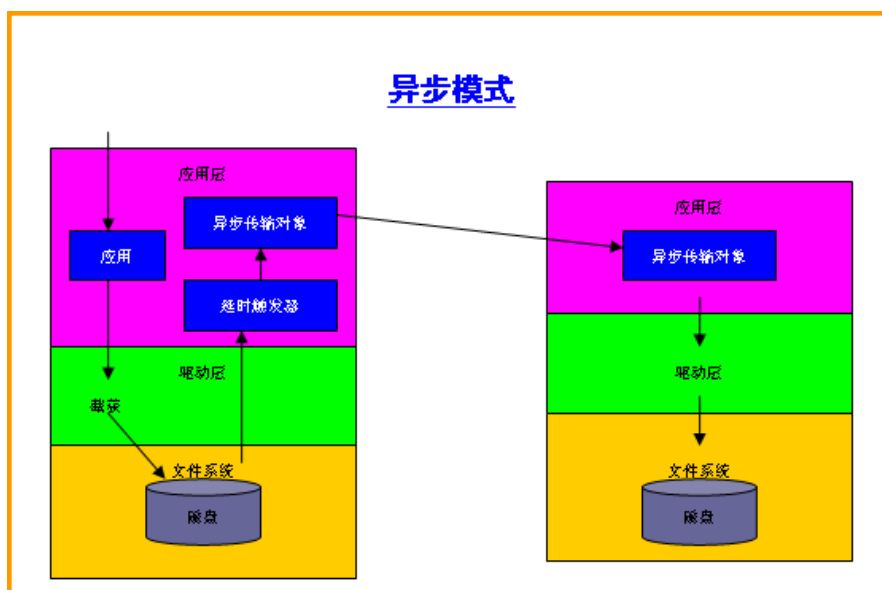 异步模式
应用层
异步传输对象
应用
延时触发器
驱动层
截获
文件系统
磁盘
应用层
异步传输对象
驱动层
文件系统
磁盘